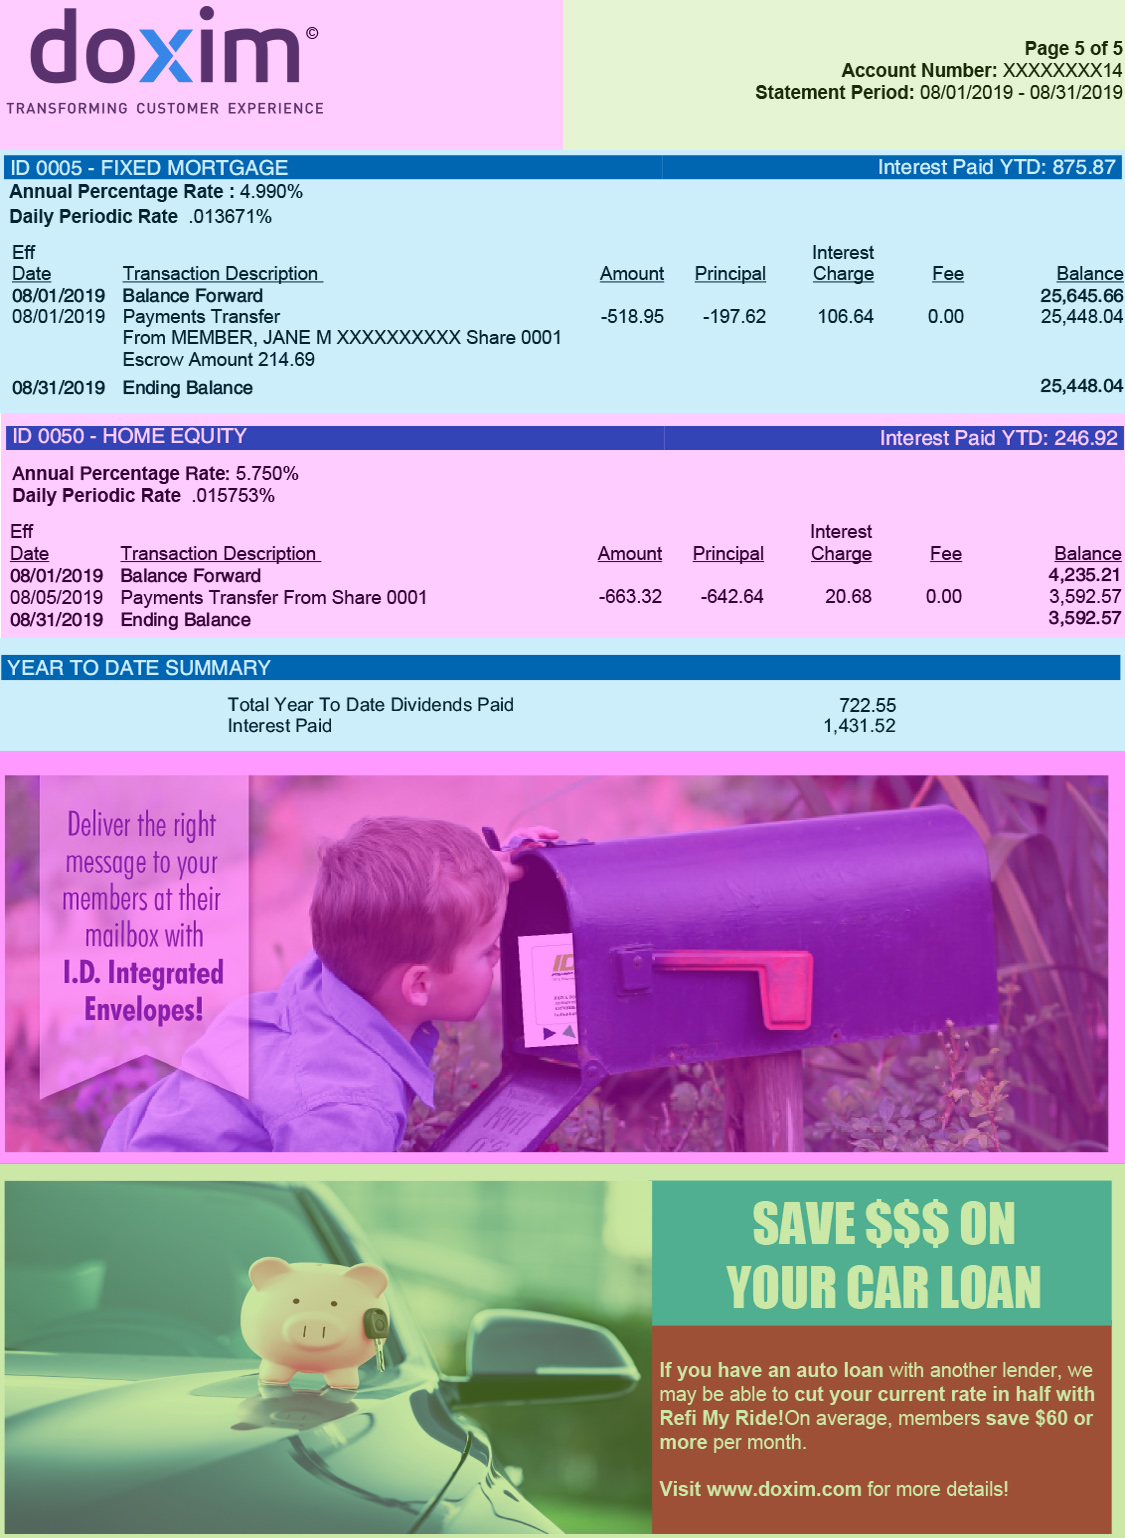 doxim©
TRANSFORMING CUSTOMER EXPERIENCE
Page 5 of 5
Account Number: XXXXXXXX14
Statement Period: 08/01/2019 - 08/31/2019
ID 0005 - FIXED MORTGAGE Interest Paid YTD: 875.87
Annual Percentage Rate : 4.990%
Daily Periodic Rate .013671%
Eff Interest
Date Transaction Description Amount Principal Charge Fee Balance
08/01/2019 Balance Forward 25,645.66
08/01/2019 Payments Transfer -518.95 -197.62 106.64 0.00 25,448.04
From MEMBER, JANE M XXXXXXXXXX Share 0001
Escrow Amount 214.69
08/31/2019 Ending Balance 25,448.04
ID 0050 - HOME EQUITY Interest Paid YTD: 246.92
Annual Percentage Rate: 5.750%
Daily Periodic Rate .015753%
Eff Interest
Date Transaction Description Amount Principal Charge Fee Balance
08/01/2019 Balance Forward 4,235.21
08/05/2019 Payments Transfer From Share 0001 -663.32 -642.64 20.68 0.00 3,592.57
08/31/2019 Ending Balance 3,592.57
YEAR TO DATE SUMMARY
Total Year To Date Dividends Paid 722.55
Interest Paid 1,431.52
Deliver the right
message to your
members at their
mailbox with
I.D. Integrated
Envelopes!
ID
SAVE $$$ ON
YOUR CAR LOAN
If you have an auto loan with another lender, we
may be able to cut your current rate in half with
Refi My Ride!On average, members save $60 or
more per month.
Visit www.doxim.com for more details!